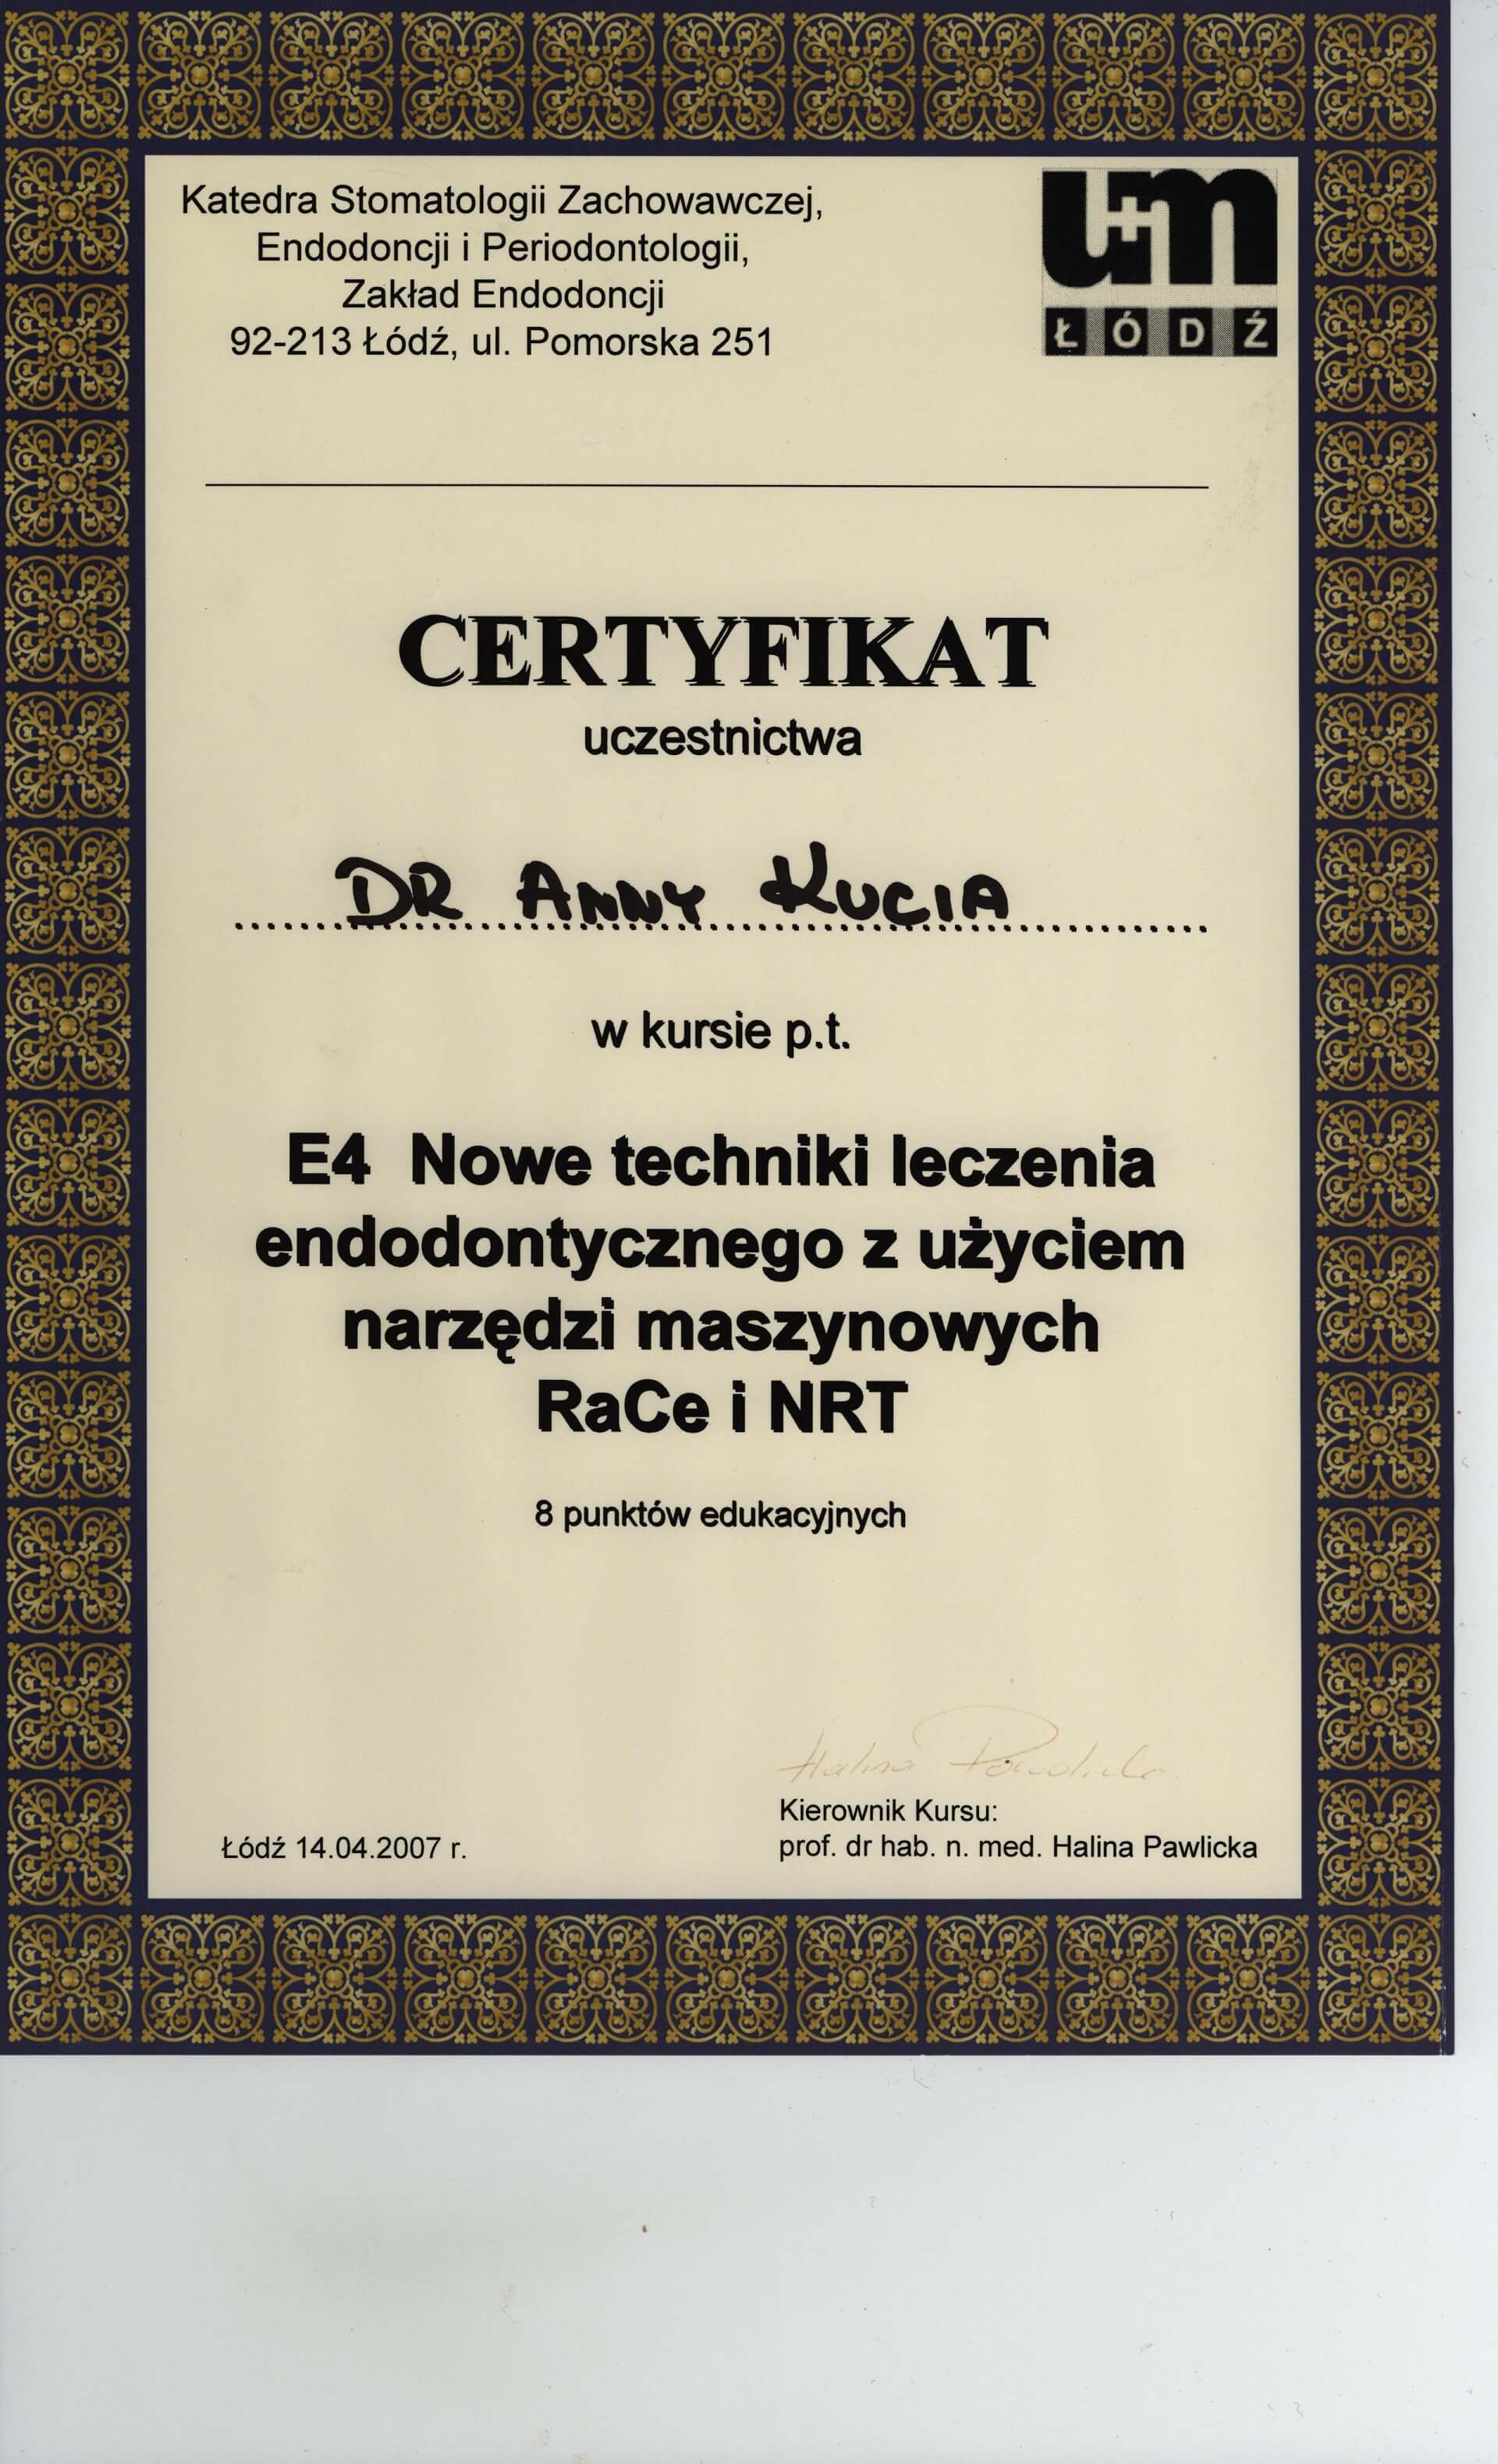 Katedra Stomatologii Zachowawczej,
Endodoncji i Periodontologii,
Zakład Endodoncji
92-213 Łódź, ul. Pomorska 251
um
ŁÓDŹ
CERTYFIKAT
uczestnictwa
DR ANNY KUCIA
w kursie p.t.
E4 Nowe techniki leczenia
endodontycznego z użyciem
narzędzi maszynowych
RaCe i NRT
8 punktów edukacyjnych
Halina Pawlicka
Kierownik Kursu:
prof. dr hab. n. med. Halina Pawlicka
Łódź 14.04.2007 r.